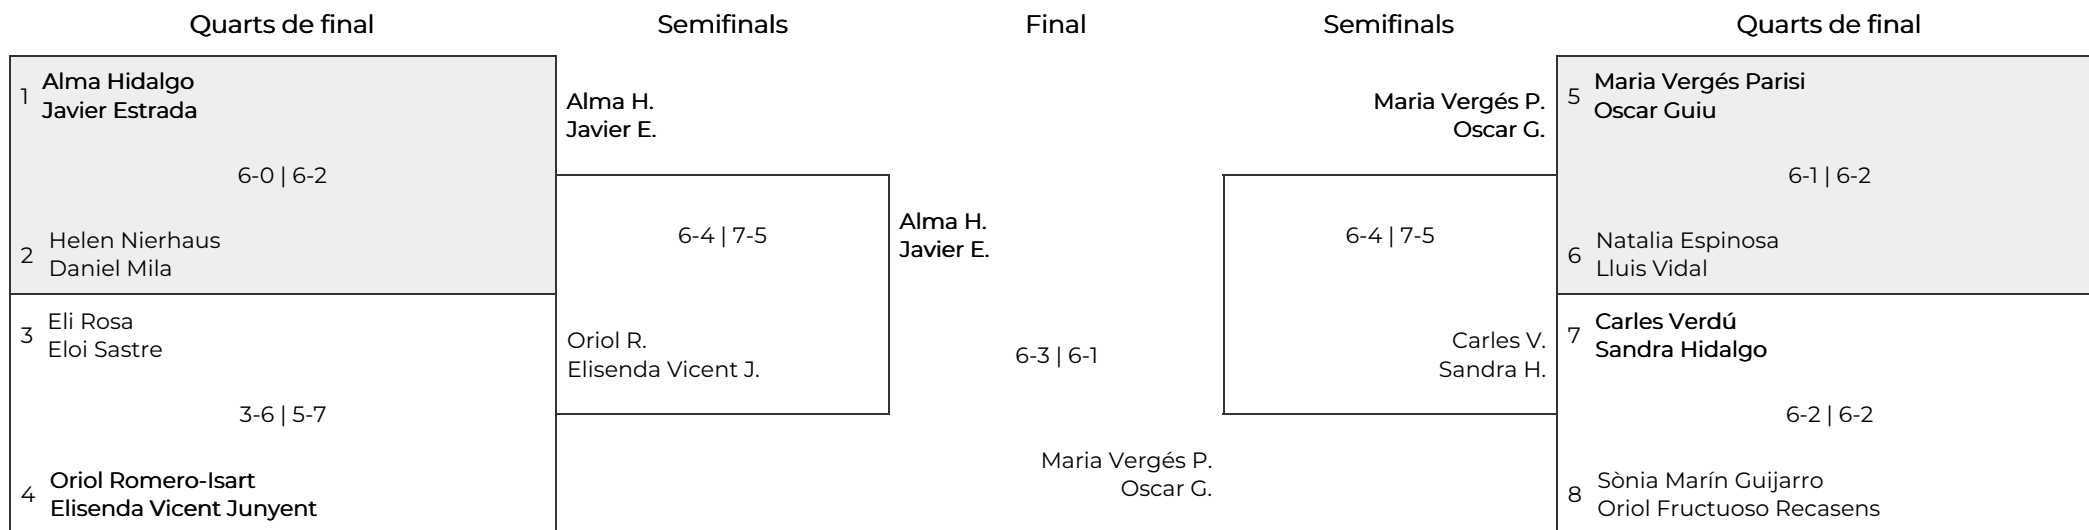 Quarts de final
Semifinals
Final
Semifinals
Quarts de final
1
Alma Hidalgo
Javier Estrada
6-0 | 6-2
2
Helen Nierhaus
Daniel Mila
3
Eli Rosa
Eloi Sastre
3-6 | 5-7
4
Oriol Romero-Isart
Elisenda Vicent Junyent
Alma H.
Javier E.
6-4 | 7-5
Oriol R.
Elisenda Vicent J.
Alma H.
Javier E.
6-3 | 6-1
Maria Vergés P.
Oscar G.
Maria Vergés P.
Oscar G.
6-4 | 7-5
Carles V.
Sandra H.
5
Maria Vergés Parisi
Oscar Guiu
6-1 | 6-2
6
Natalia Espinosa
Lluis Vidal
7
Carles Verdú
Sandra Hidalgo
6-2 | 6-2
8
Sònia Marín Guijarro
Oriol Fructuoso Recasens